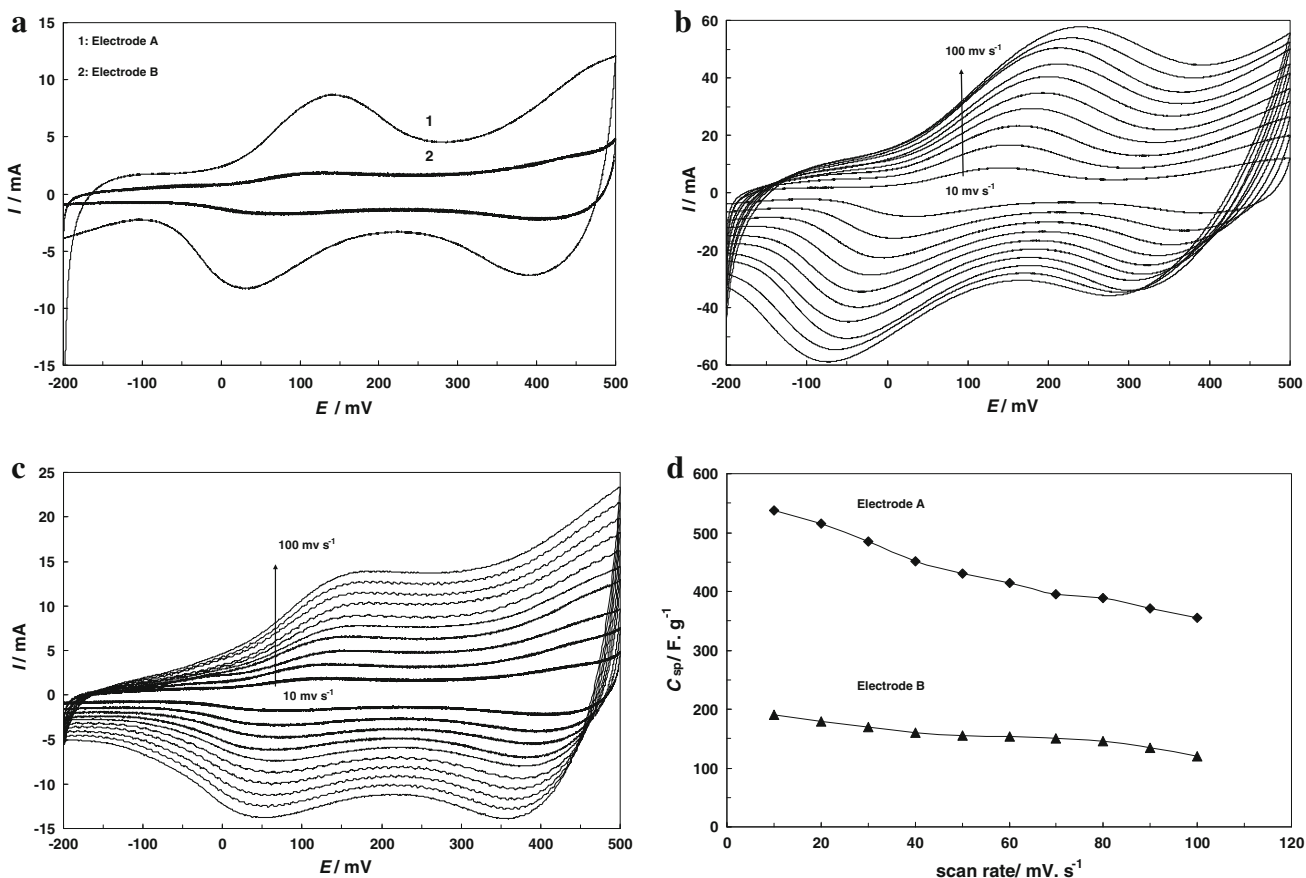 a
1: Electrode A
2: Electrode B
1
2
15
10
5
0
-5
-10
-15
I / mA
-200 -100 0 100 200 300 400 500
E / mV
b
100 mv s-1
10 mv s-1
60
40
20
0
-20
-40
-60
I / mA
-200 -100 0 100 200 300 400 500
E / mV
c
100 mv s-1
10 mv s-1
25
20
15
10
5
0
-5
-10
-15
I / mA
-200 -100 0 100 200 300 400 500
E / mV
d
Electrode A
Electrode B
600
500
400
300
200
100
0
C sp/ F. g-1
0 20 40 60 80 100 120
scan rate/ mV. s-1